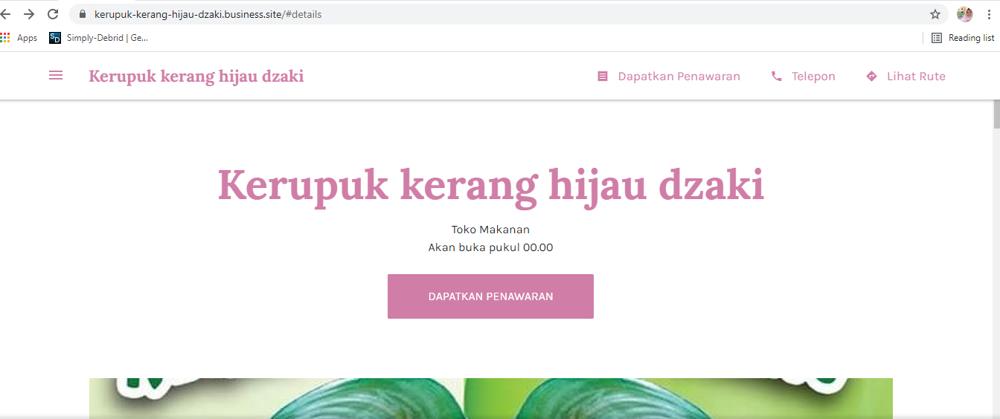 kerupuk-kerang-hijau-dzaki.business.site/#details
Apps
SD
Simply-Debrid | Ge...
Reading list
Kerupuk kerang hijau dzaki
Dapatkan Penawaran
Telepon
Lihat Rute
Kerupuk kerang hijau dzaki
Toko Makanan
Akan buka pukul 00.00
DAPATKAN PENAWARAN